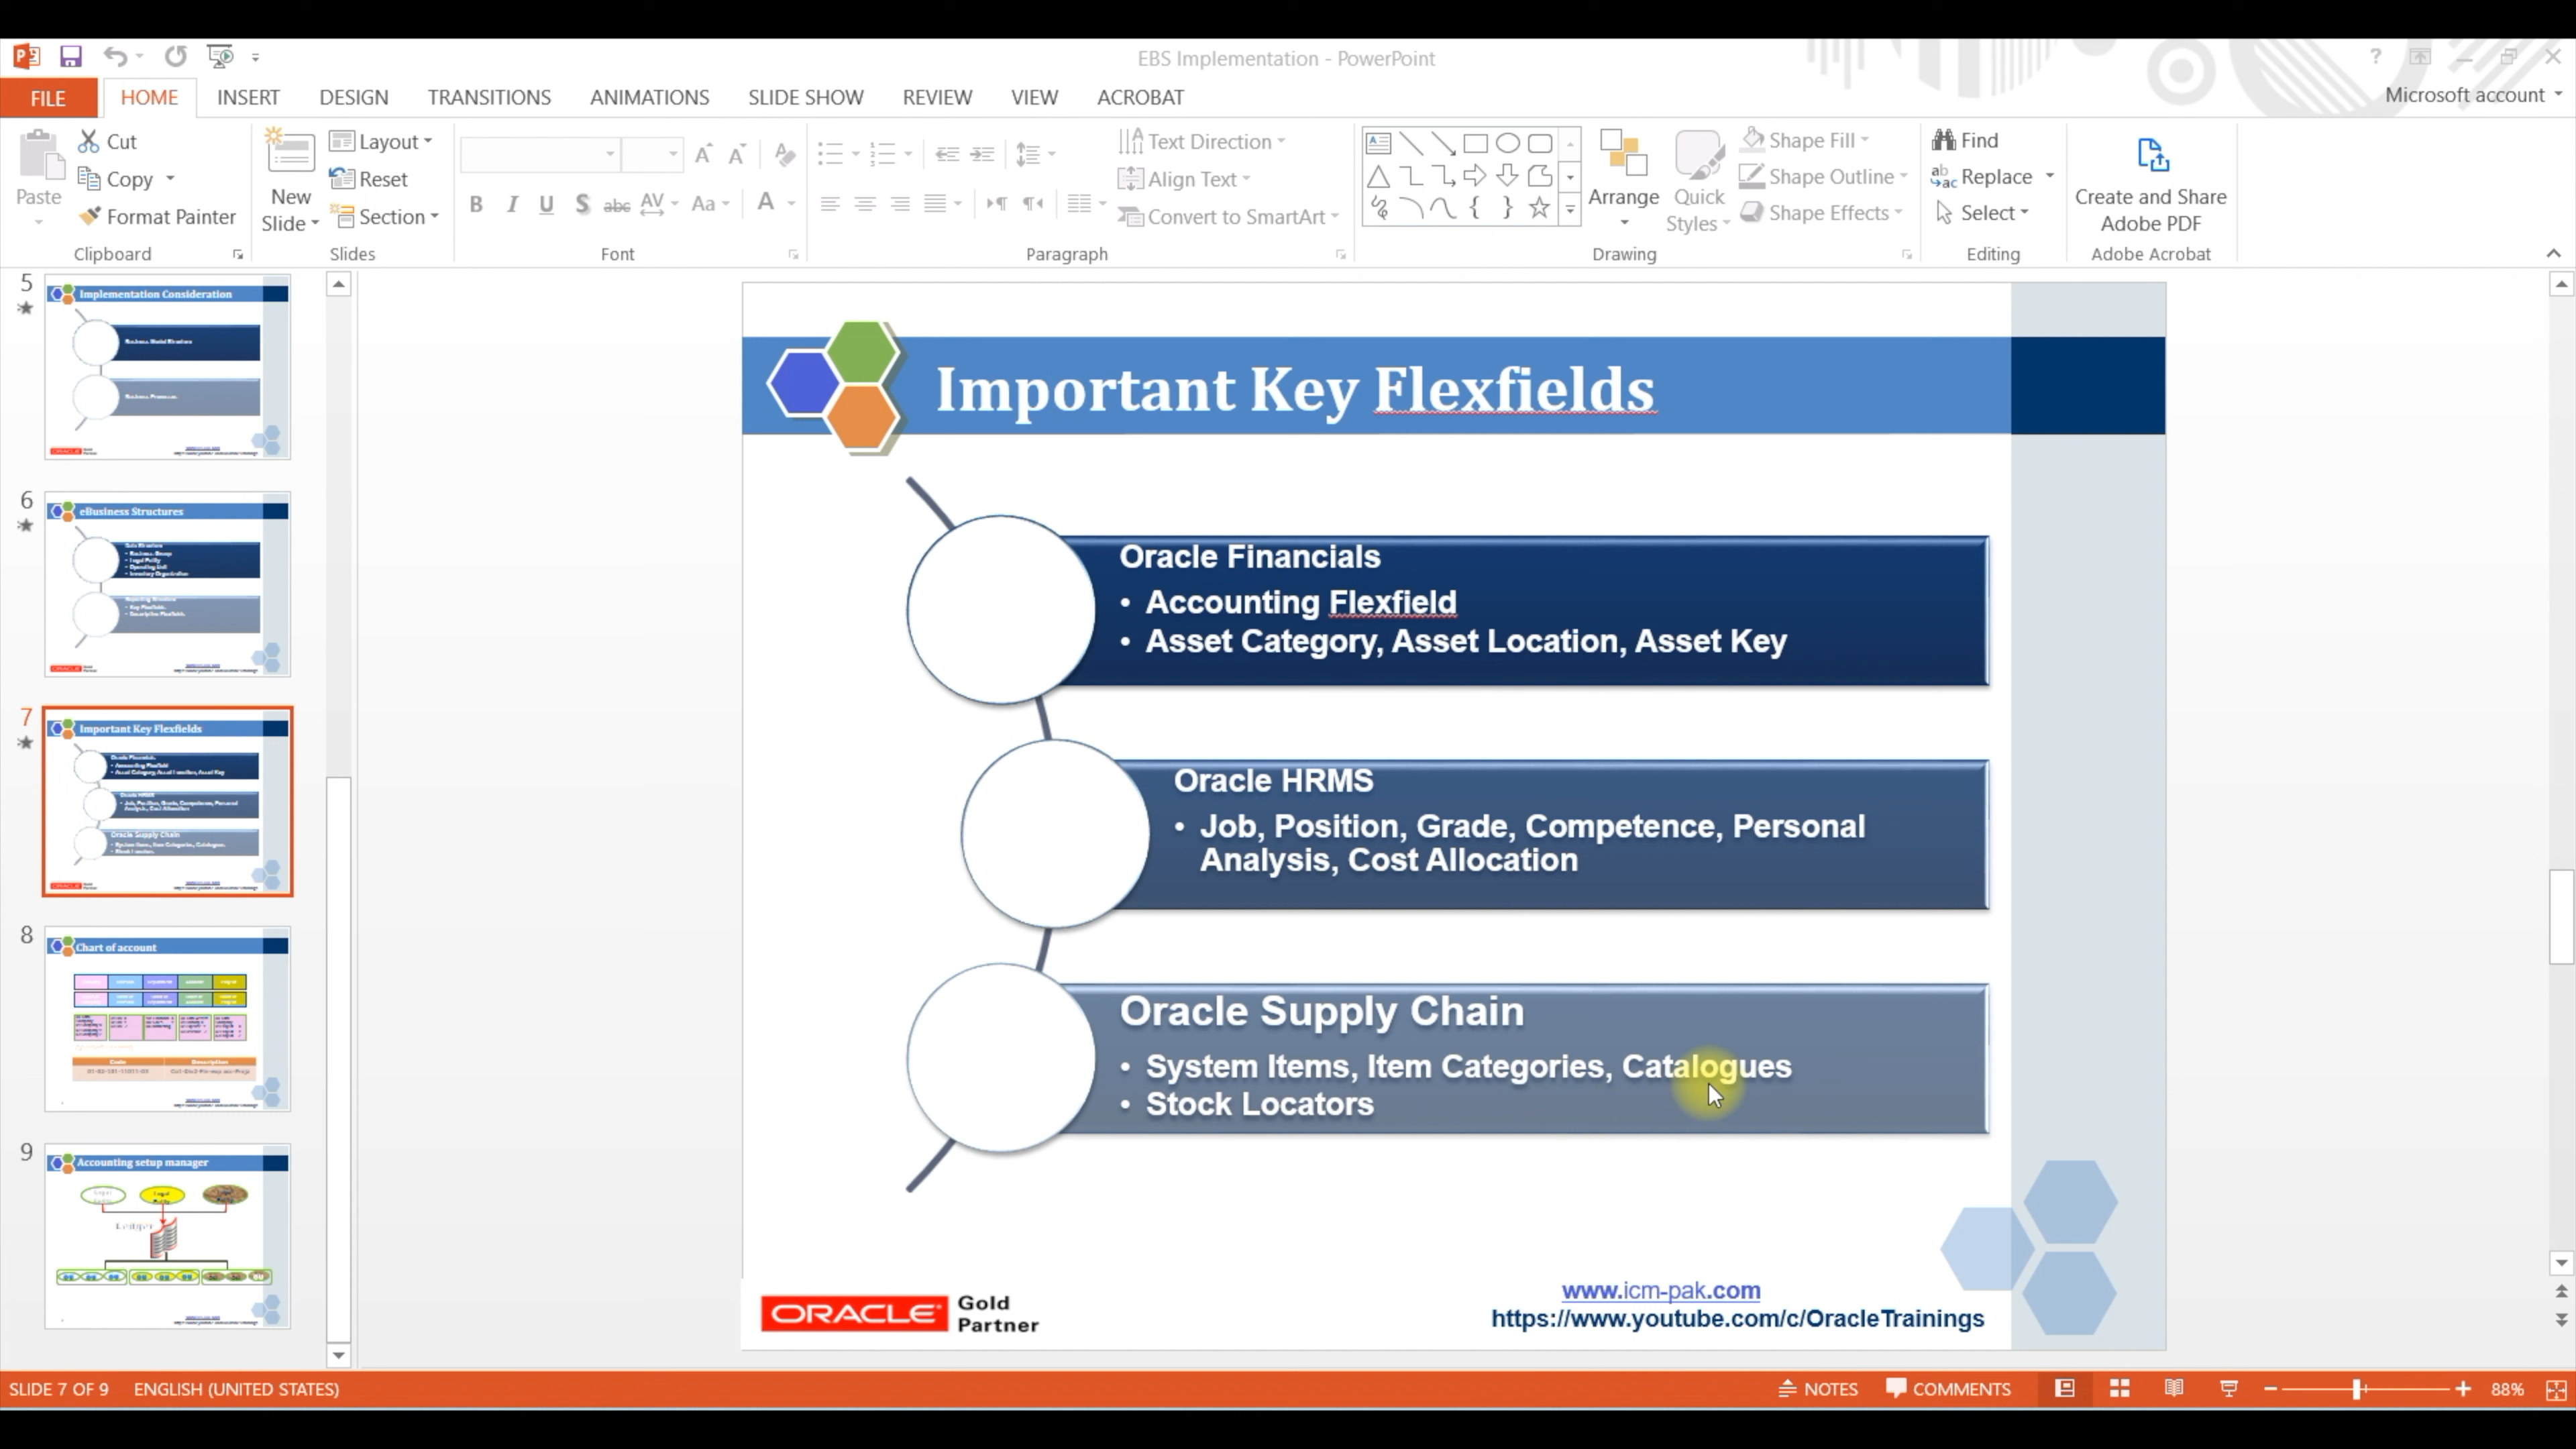 EBS Implementation - PowerPoint
FILE HOME INSERT DESIGN TRANSITIONS ANIMATIONS SLIDE SHOW REVIEW VIEW ACROBAT
Microsoft account
Paste
Cut
Copy
Format Painter
Clipboard
New
Slide
Layout
Reset
Section
Slides
Font
Text Direction
Align Text
Convert to SmartArt
Paragraph
Arrange
Quick
Styles
Shape Fill
Shape Outline
Shape Effects
Drawing
Find
Replace
Select
Editing
Create and Share
Adobe PDF
Adobe Acrobat
5
Implementation Consideration
6
eBusiness Structures
7
Important Key Flexfields
8
Chart of account
9
Accounting setup manager
Important Key Flexfields
Oracle Financials
• Accounting Flexfield
• Asset Category, Asset Location, Asset Key
Oracle HRMS
• Job, Position, Grade, Competence, Personal
Analysis, Cost Allocation
Oracle Supply Chain
• System Items, Item Categories, Catalogues
• Stock Locators
ORACLE Gold
Partner
www.icm-pak.com
https://www.youtube.com/c/OracleTrainings
SLIDE 7 OF 9 ENGLISH (UNITED STATES)
NOTES COMMENTS 88%